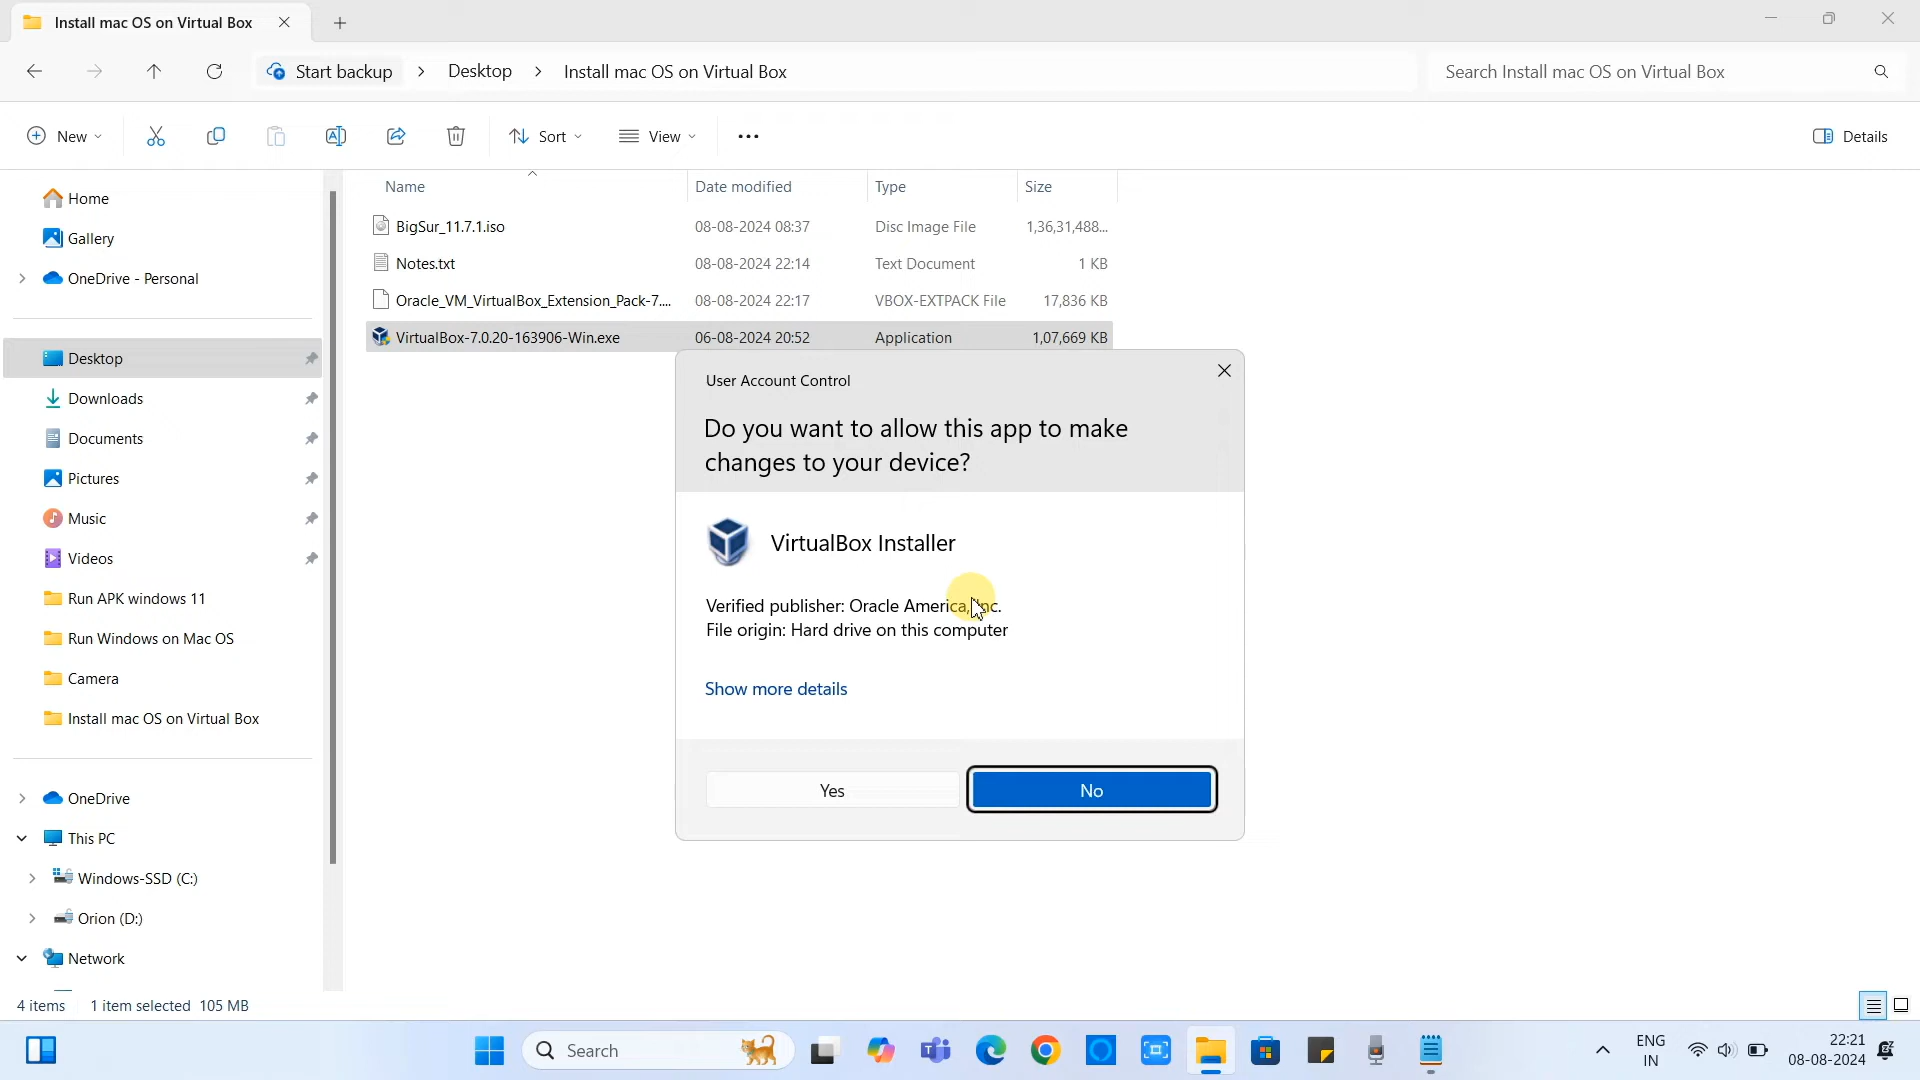 Install mac OS on Virtual Box
Start backup > Desktop > Install mac OS on Virtual Box
Search Install mac OS on Virtual Box
New
Sort
View
Details
Name Date modified Type Size
BigSur_11.7.1.iso 08-08-2024 08:37 Disc Image File 1,36,31,488...
Notes.txt 08-08-2024 22:14 Text Document 1 KB
Oracle_VM_VirtualBox_Extension_Pack-7.... 08-08-2024 22:17 VBOX-EXTPACK File 17,836 KB
VirtualBox-7.0.20-163906-Win.exe 06-08-2024 20:52 Application 1,07,669 KB
Home
Gallery
OneDrive - Personal
Desktop
Downloads
Documents
Pictures
Music
Videos
Run APK windows 11
Run Windows on Mac OS
Camera
Install mac OS on Virtual Box
OneDrive
This PC
Windows-SSD (C:)
Orion (D:)
Network
User Account Control
Do you want to allow this app to make
changes to your device?
VirtualBox Installer
Verified publisher: Oracle America, Inc.
File origin: Hard drive on this computer
Show more details
Yes
No
4 items 1 item selected 105 MB
Search
ENG
IN
22:21
08-08-2024